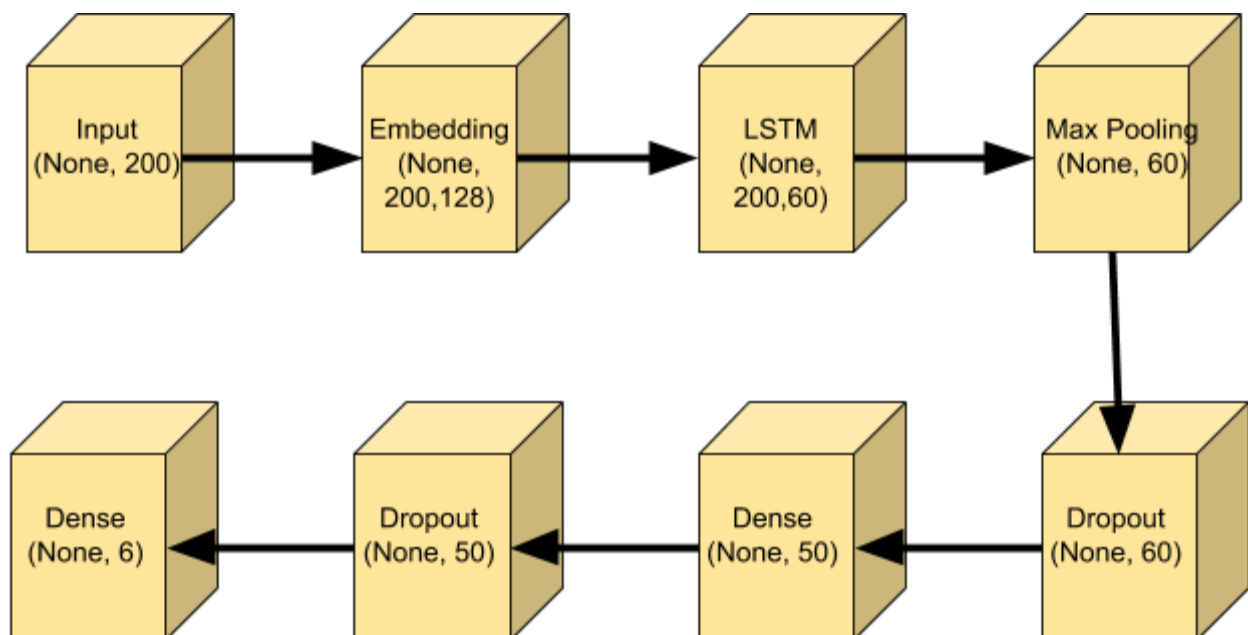 Input
(None, 200)
Embedding
(None,
200,128)
LSTM
(None,
200,60)
Max Pooling
(None, 60)
Dropout
(None, 60)
Dense
(None, 50)
Dropout
(None, 50)
Dense
(None, 6)